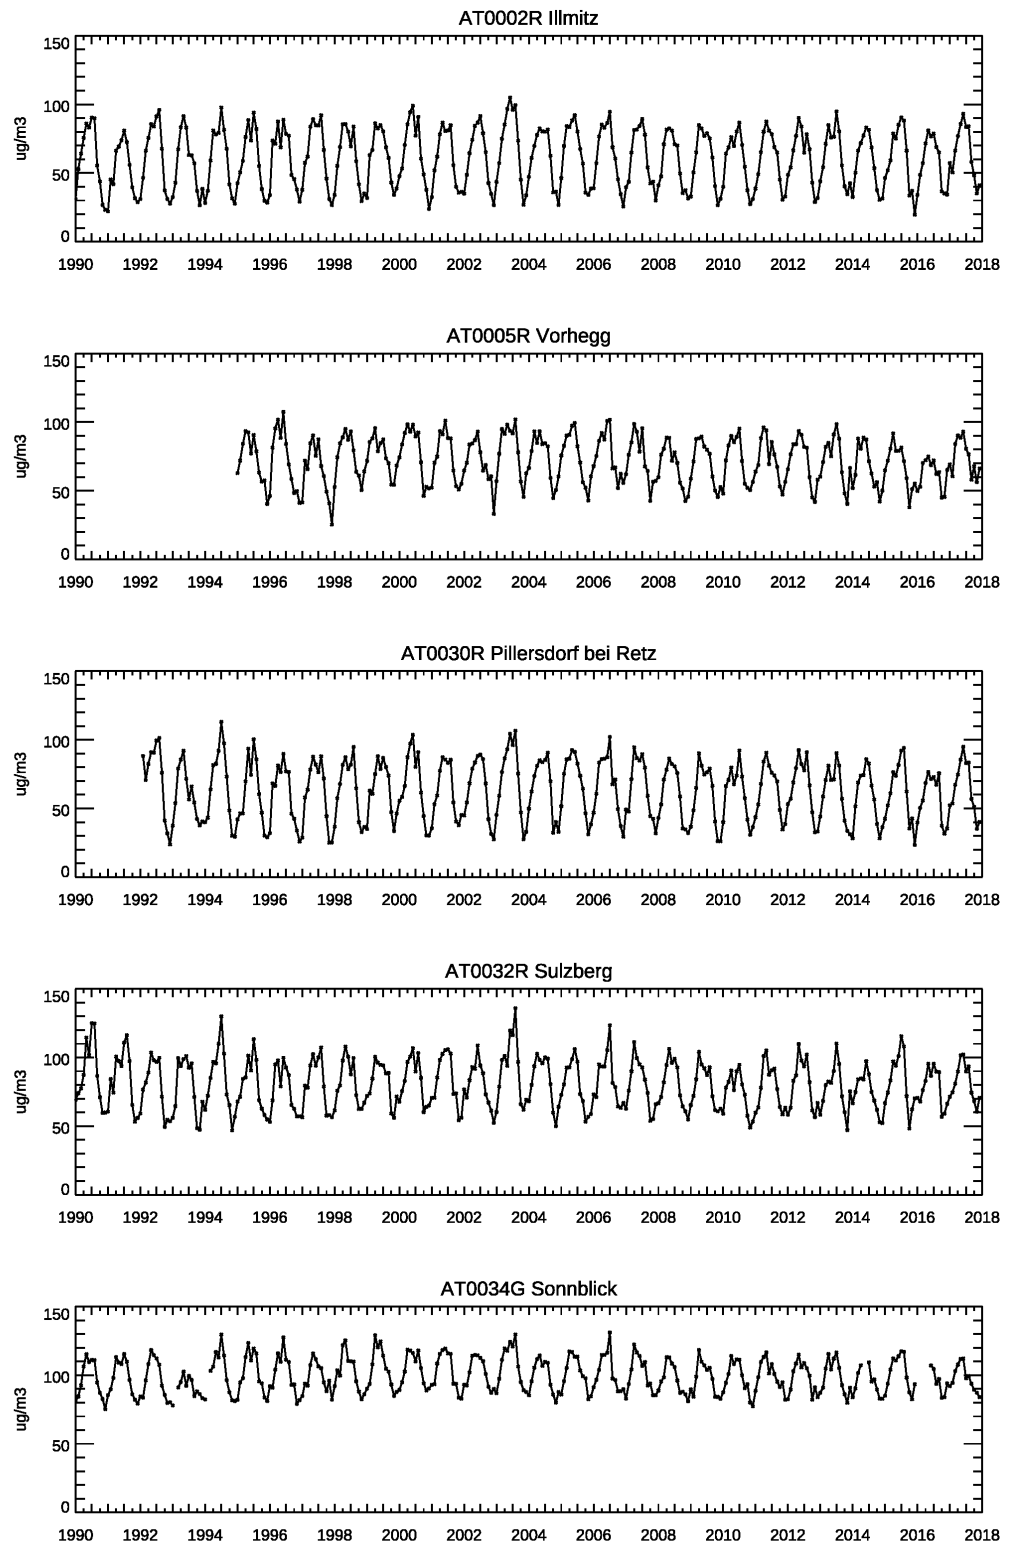 AT0002R Illmitz
150
100
50
0
ug/m3
1990 1992 1994 1996 1998 2000 2002 2004 2006 2008 2010 2012 2014 2016 2018
AT0005R Vorhegg
150
100
50
0
ug/m3
1990 1992 1994 1996 1998 2000 2002 2004 2006 2008 2010 2012 2014 2016 2018
AT0030R Pillersdorf bei Retz
150
100
50
0
ug/m3
1990 1992 1994 1996 1998 2000 2002 2004 2006 2008 2010 2012 2014 2016 2018
AT0032R Sulzberg
150
100
50
0
ug/m3
1990 1992 1994 1996 1998 2000 2002 2004 2006 2008 2010 2012 2014 2016 2018
AT0034G Sonnblick
150
100
50
0
ug/m3
1990 1992 1994 1996 1998 2000 2002 2004 2006 2008 2010 2012 2014 2016 2018